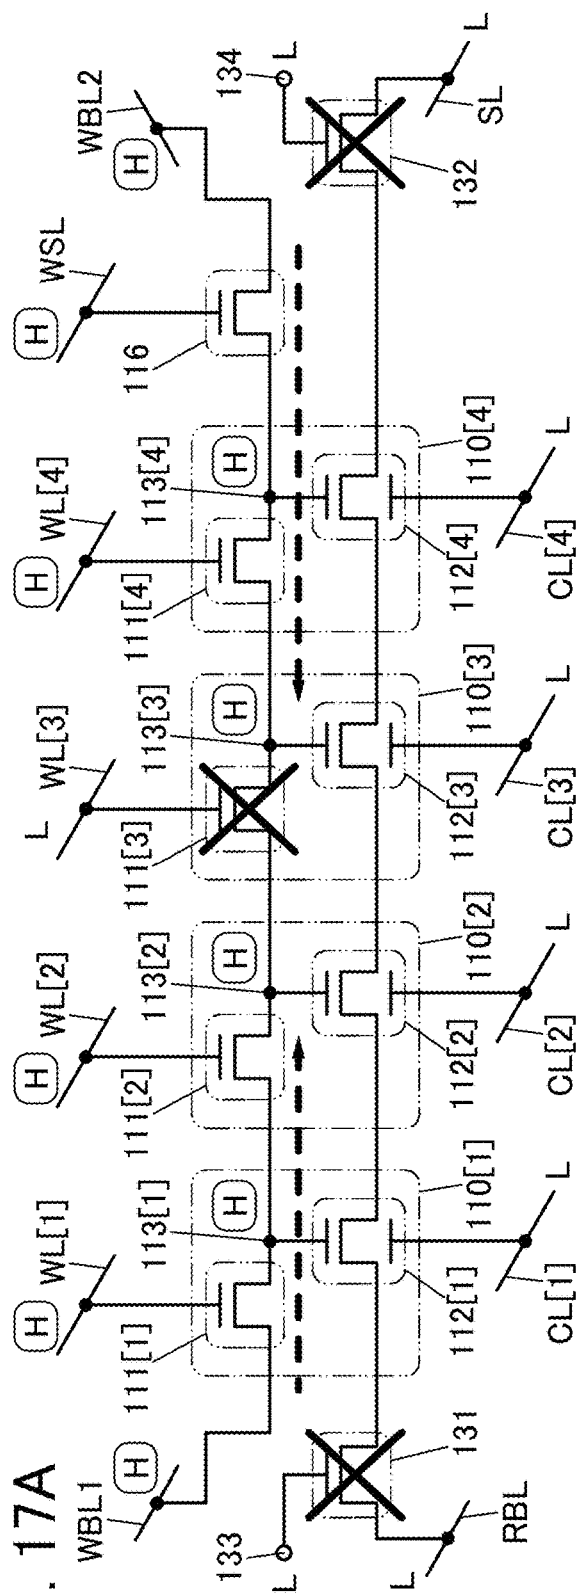 . 17A
H H L H H
WL[1] WL[2] WL[3] WL[4] WSL
WBL1 H H WBL2
111[1] 113[1] 111[2] 113[2] 111[3] 113[3] 111[4] 113[4] 116
H H H H
133 134
L L
131 112[1] 110[1] 112[2] 110[2] 112[3] 110[3] 112[4] 110[4] 132
L RBL L L L L SL L
CL[1] CL[2] CL[3] CL[4]